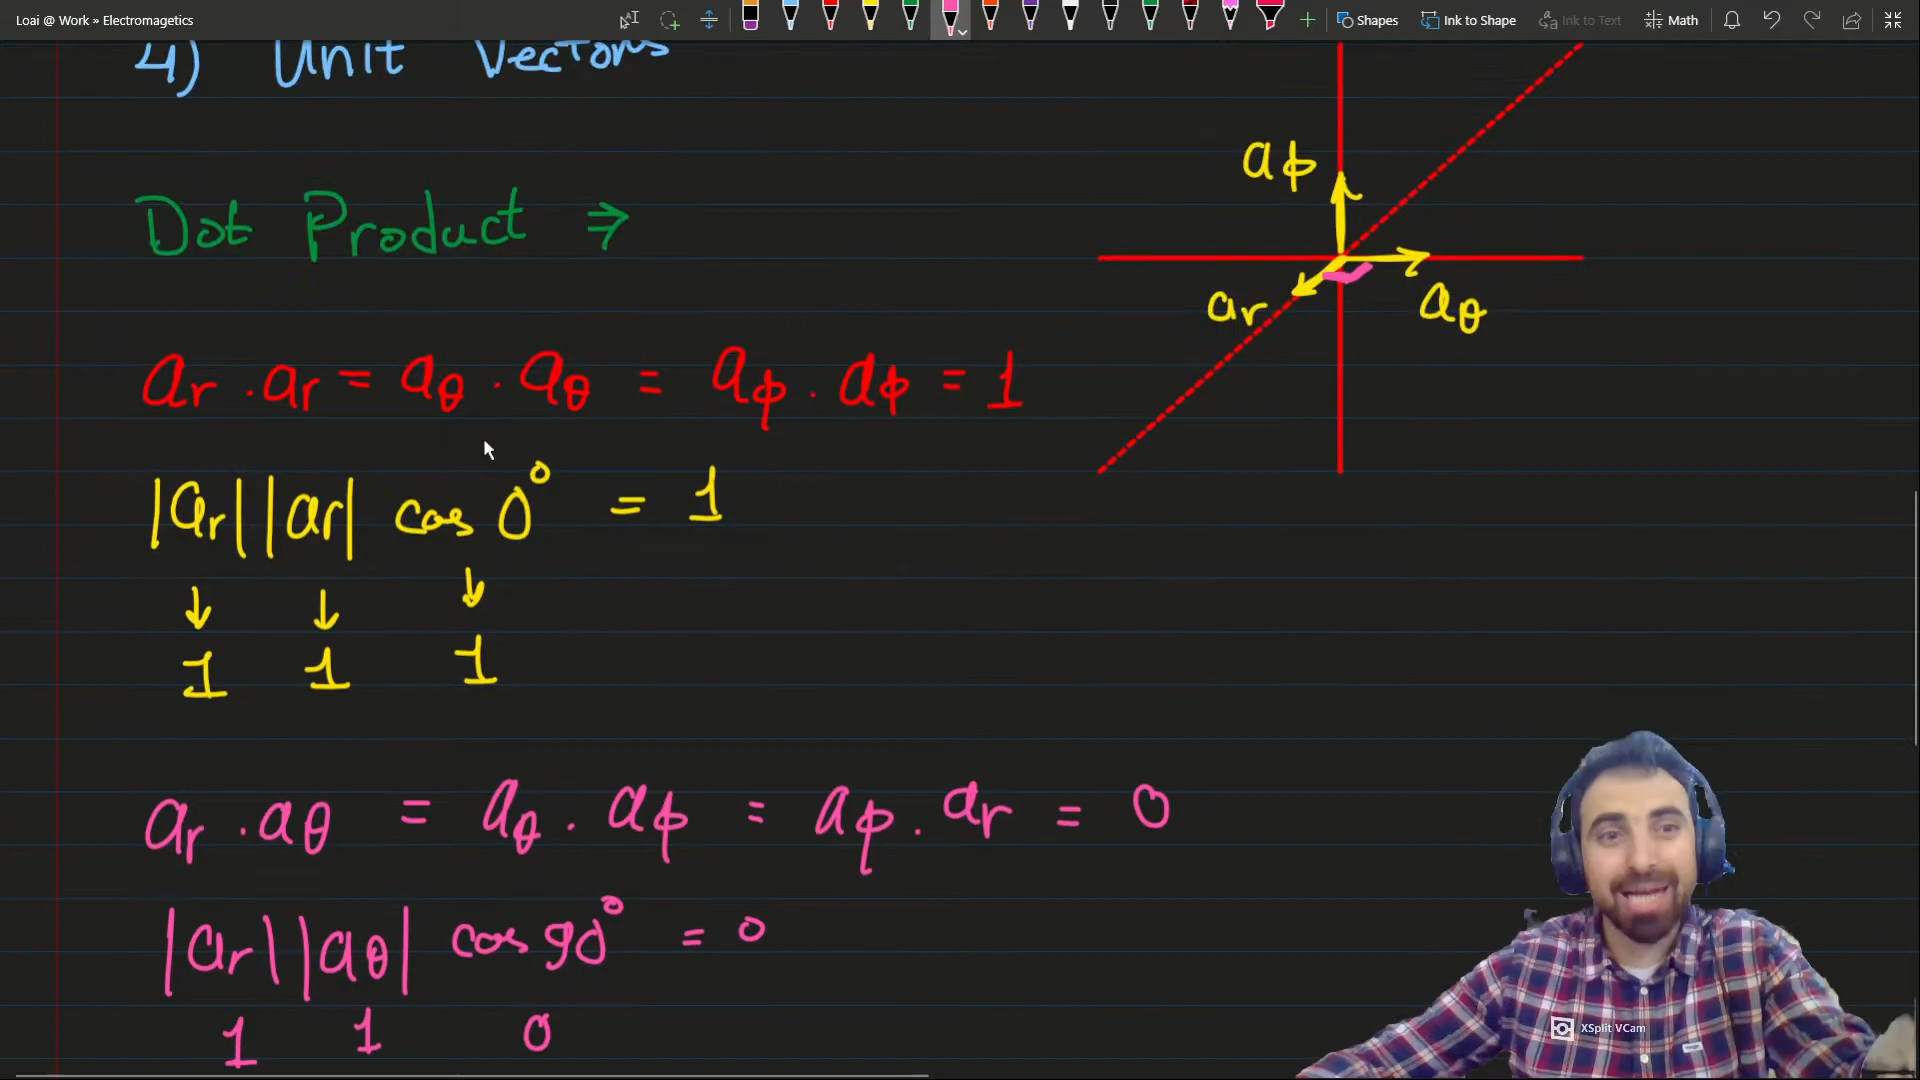 Loai @ Work » Electromagetics
Shapes
Ink to Shape
Ink to Text
Math
4) Unit Vectors
Dot Product ⇒
aϕ
ar
aθ
ar . ar = aθ . aθ = aϕ . aϕ = 1
|ar| |ar| cos 0° = 1
↓ ↓ ↓
1 1 1
ar . aθ = aθ . aϕ = aϕ . ar = 0
|ar| |aθ| cos 90° = 0
1 1 0
XSplit VCam